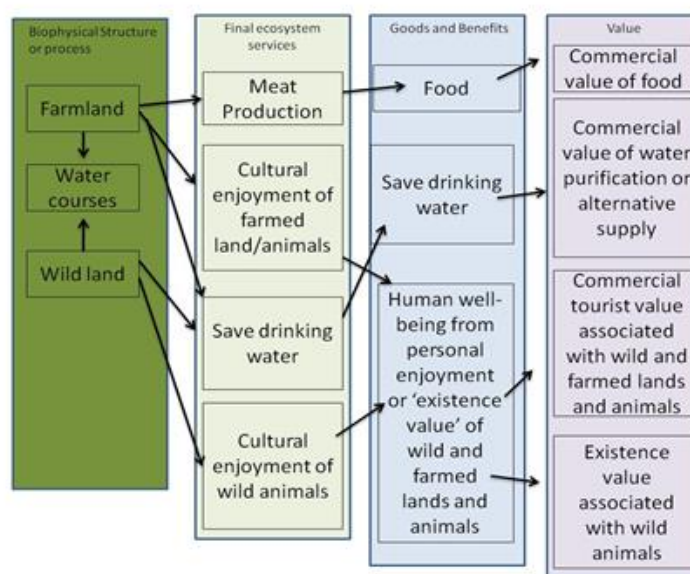 Biophysical Structure
or process
Farmland
Water
courses
Wild land
Final ecosystem
services
Meat
Production
Cultural
enjoyment of
farmed
land/animals
Save drinking
water
Cultural
enjoyment of
wild animals
Goods and Benefits
Food
Save drinking
water
Human well-
being from
personal
enjoyment
or ‘existence
value’ of
wild and
farmed
lands and
animals
Value
Commercial
value of food
Commercial
value of water
purification or
alternative
supply
Commercial
tourist value
associated
with wild and
farmed lands
and animals
Existence
value
associated
with wild
animals